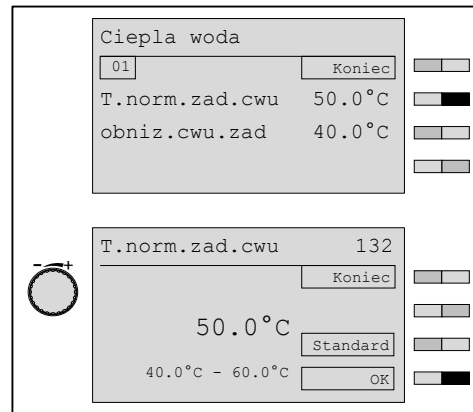 Ciepla woda
01 Koniec
T.norm.zad.cwu 50.0°C
obniz.cwu.zad 40.0°C
T.norm.zad.cwu 132
Koniec
- +
50.0°C
Standard
40.0°C - 60.0°C OK